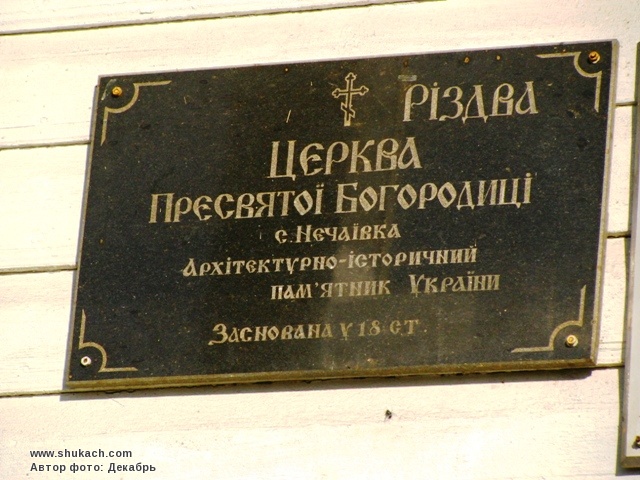 Різдва
Церква
Пресвятої Богородиці
с. Нечаївка
Архітектурно-історичний
пам'ятник України
Заснована у 18 ст.
www.shukach.com
Автор фото: Декабрь